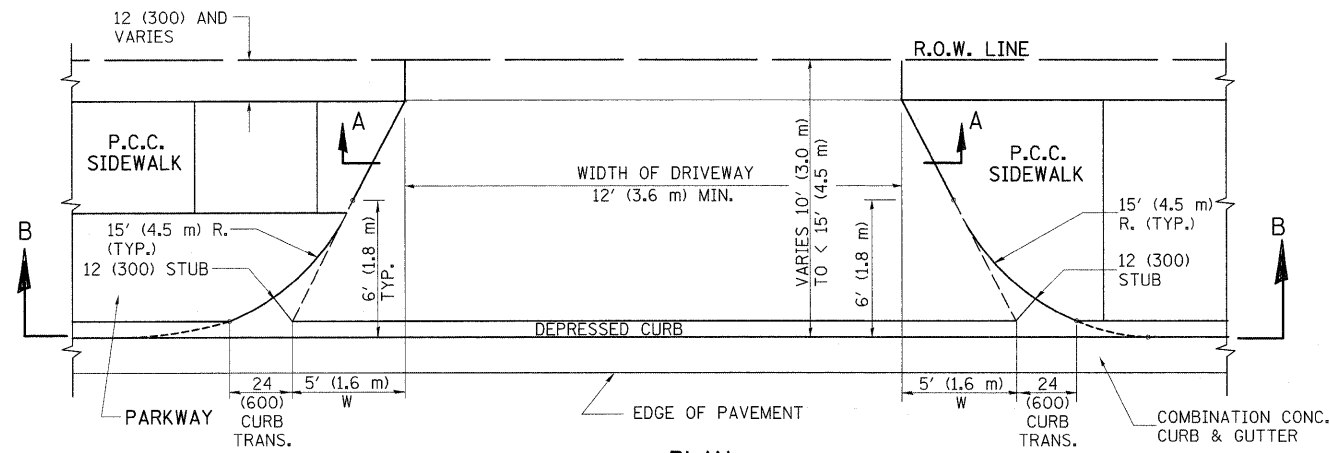 12 (300) AND
VARIES
R.O.W. LINE
A
A
P.C.C.
SIDEWALK
P.C.C.
SIDEWALK
WIDTH OF DRIVEWAY
12' (3.6 m) MIN.
VARIES 10' (3.0 m)
TO < 15' (4.5 m)
15' (4.5 m) R.
(TYP.)
12 (300) STUB
6' (1.8 m)
TYP.
6' (1.8 m)
15' (4.5 m)
R. (TYP.)
12 (300)
STUB
B
B
DEPRESSED CURB
24
(600)
CURB
TRANS.
5' (1.6 m)
W
5' (1.6 m)
W
24
(600)
CURB
TRANS.
PARKWAY
EDGE OF PAVEMENT
COMBINATION CONC.
CURB & GUTTER